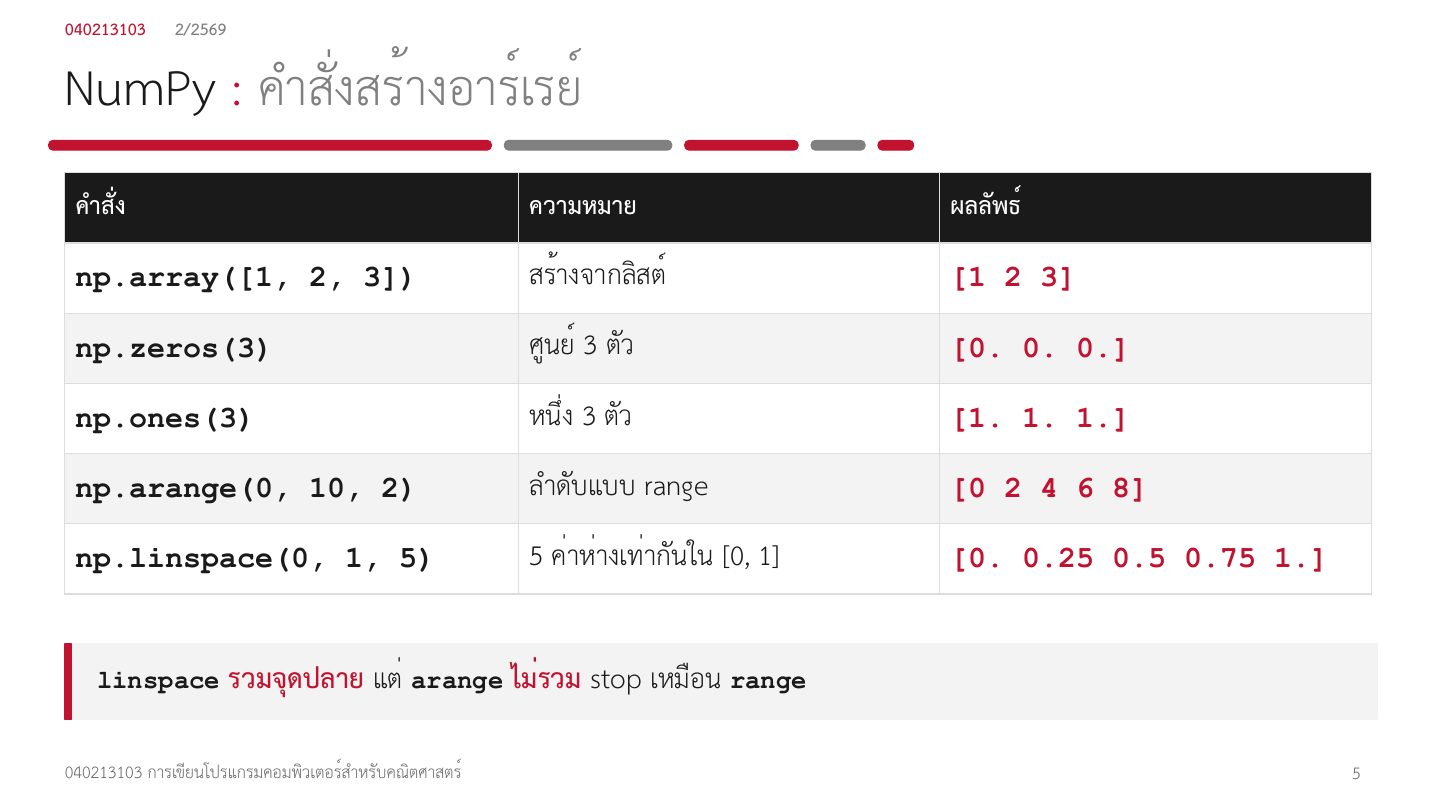 040213103 2/2569
NumPy : คำสั่งสร้างอาร์เรย์
คำสั่ง ความหมาย ผลลัพธ์
np.array([1, 2, 3]) สร้างจากลิสต์ [1 2 3]
np.zeros(3) ศูนย์ 3 ตัว [0. 0. 0.]
np.ones(3) หนึ่ง 3 ตัว [1. 1. 1.]
np.arange(0, 10, 2) ลำดับแบบ range [0 2 4 6 8]
np.linspace(0, 1, 5) 5 ค่าห่างเท่ากันใน [0, 1] [0. 0.25 0.5 0.75 1.]
linspace รวมจุดปลาย แต่ arange ไม่รวม stop เหมือน range
040213103 การเขียนโปรแกรมคอมพิวเตอร์สำหรับคณิตศาสตร์ 5